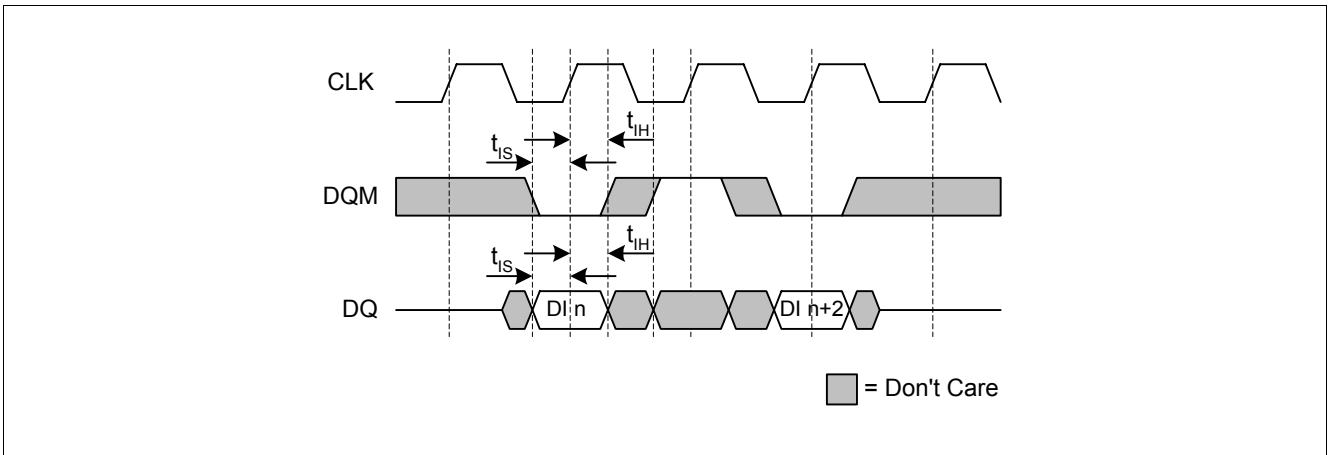 CLK
tIH
tIS
DQM
tIH
tIS
DQ
DI n
DI n+2
= Don't Care